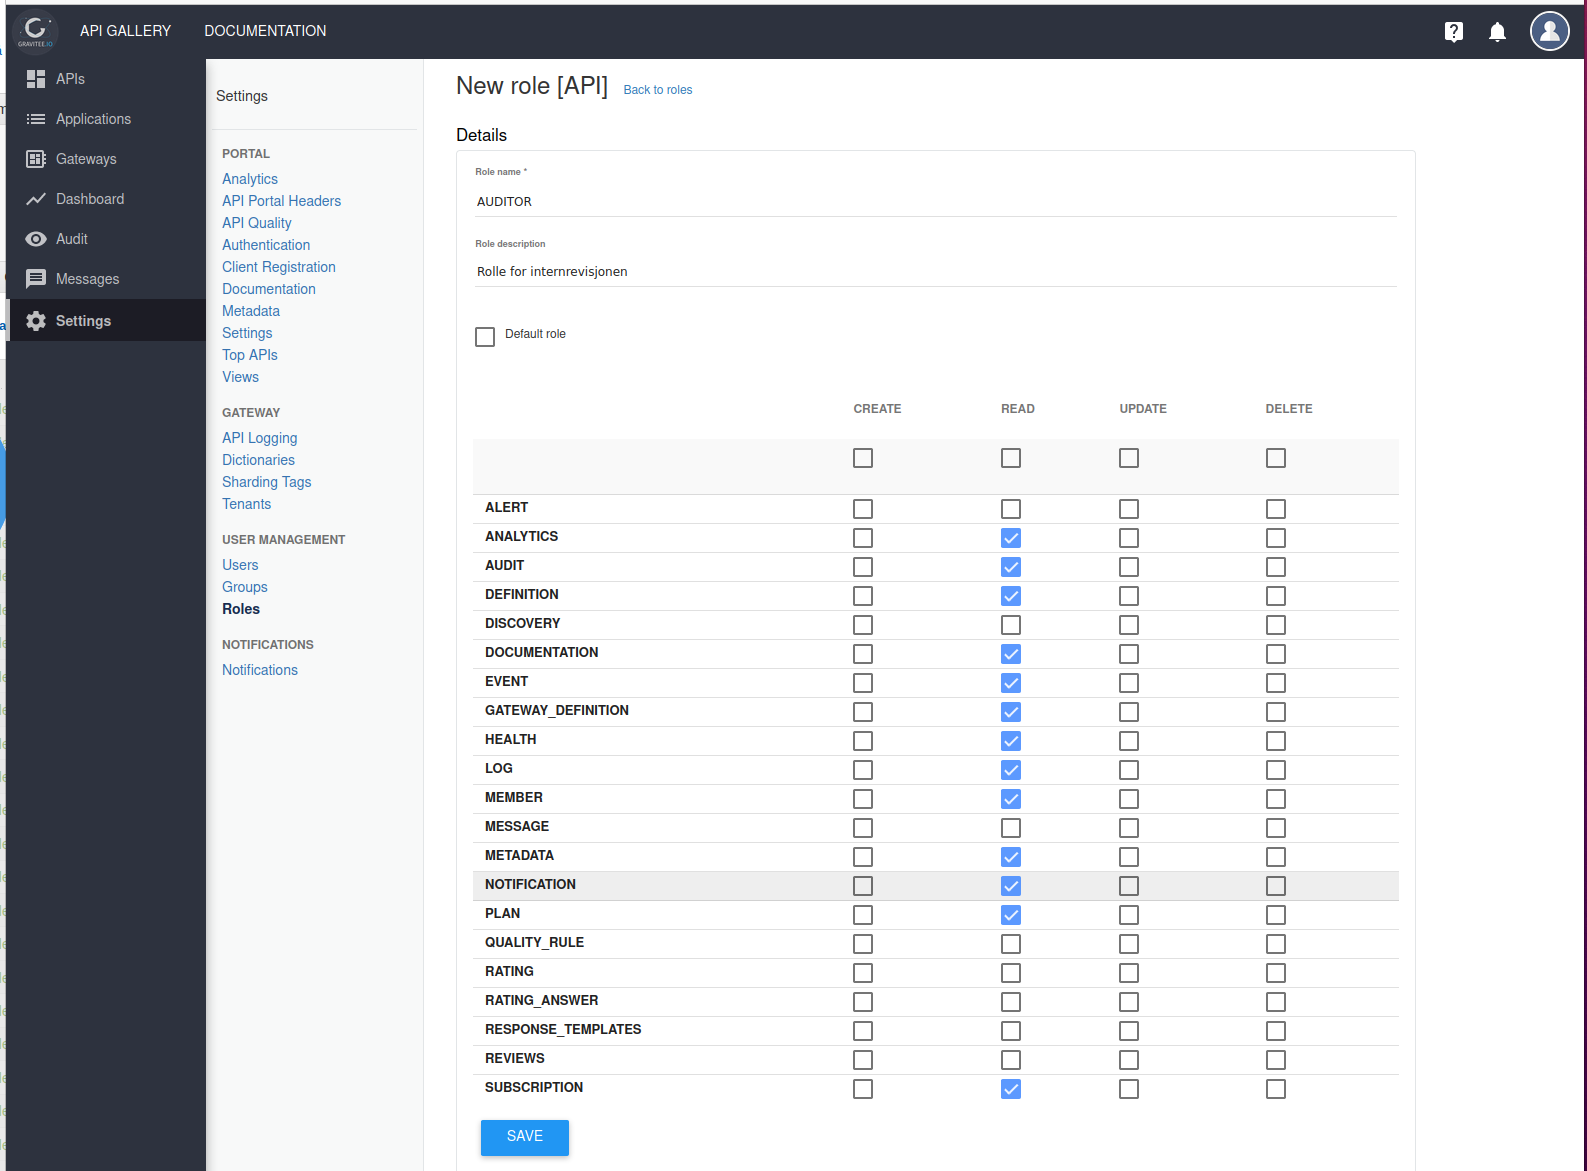 GRAVITEE.IO
API GALLERY
DOCUMENTATION
APIs
Applications
Gateways
Dashboard
Audit
Messages
Settings
Settings
PORTAL
Analytics
API Portal Headers
API Quality
Authentication
Client Registration
Documentation
Metadata
Settings
Top APIs
Views
GATEWAY
API Logging
Dictionaries
Sharding Tags
Tenants
USER MANAGEMENT
Users
Groups
Roles
NOTIFICATIONS
Notifications
New role [API] Back to roles
Details
Role name *
AUDITOR
Role description
Rolle for internrevisjonen
Default role
CREATE READ UPDATE DELETE
ALERT
ANALYTICS
AUDIT
DEFINITION
DISCOVERY
DOCUMENTATION
EVENT
GATEWAY_DEFINITION
HEALTH
LOG
MEMBER
MESSAGE
METADATA
NOTIFICATION
PLAN
QUALITY_RULE
RATING
RATING_ANSWER
RESPONSE_TEMPLATES
REVIEWS
SUBSCRIPTION
SAVE